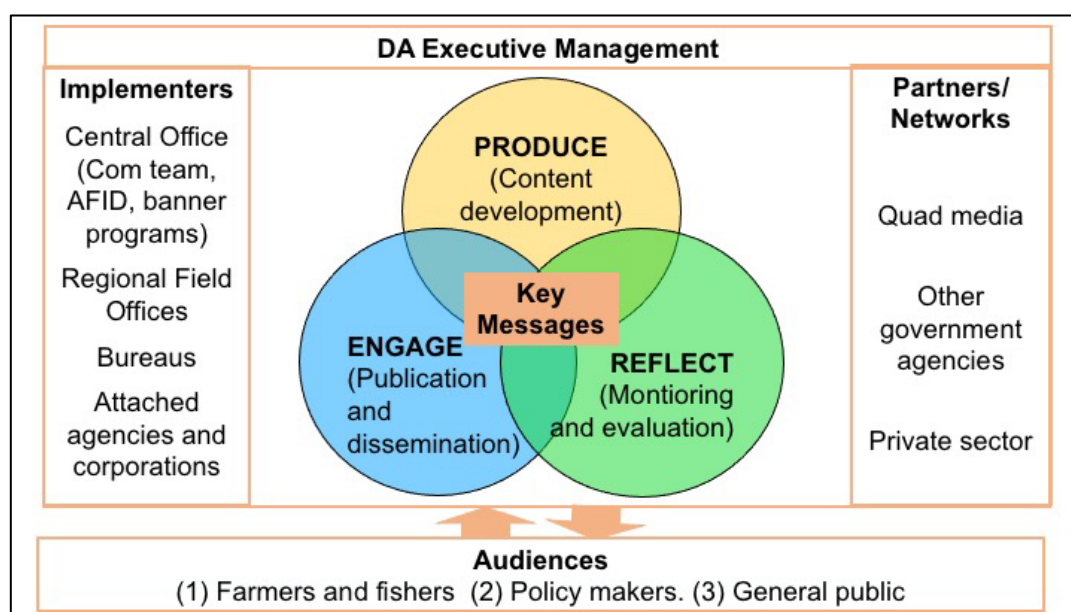 DA Executive Management
Implementers
Central Office
(Com team,
AFID, banner
programs)
Regional Field
Offices
Bureaus
Attached
agencies and
corporations
PRODUCE
(Content
development)
Key
Messages
ENGAGE
(Publication
and
dissemination)
REFLECT
(Montioring
and evaluation)
Partners/
Networks
Quad media
Other
government
agencies
Private sector
Audiences
(1) Farmers and fishers (2) Policy makers. (3) General public